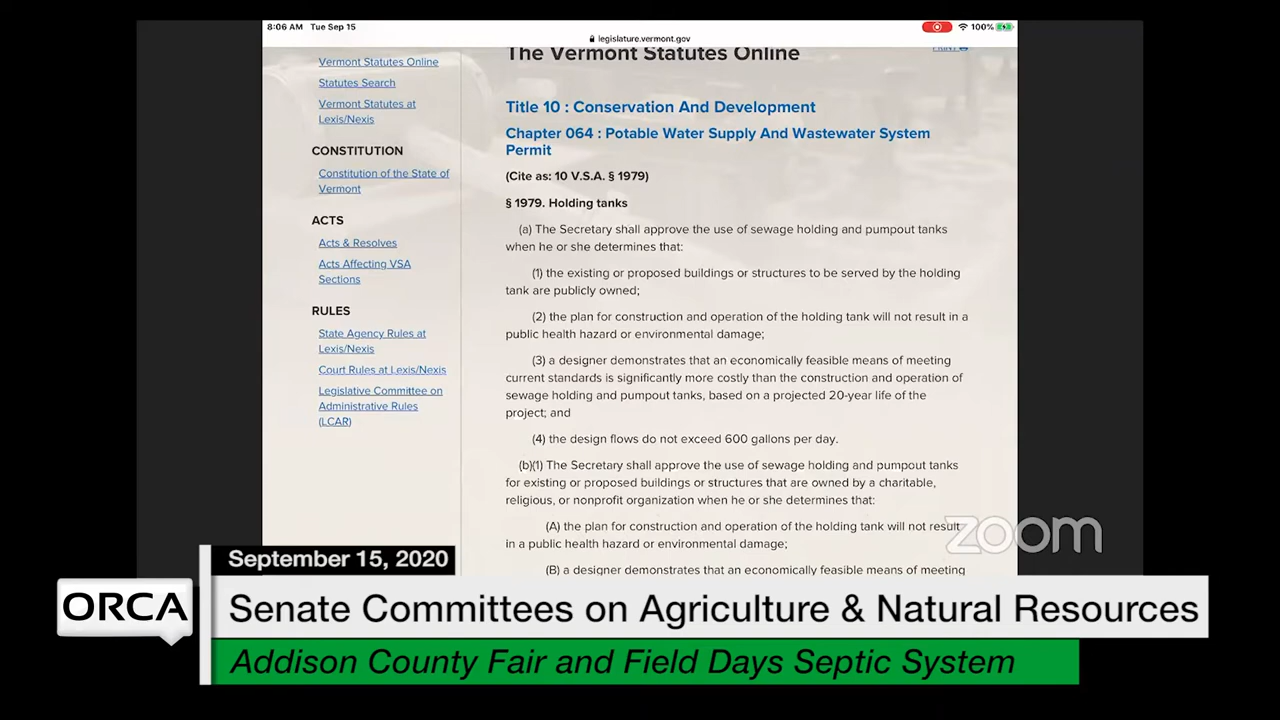 8:06 AM Tue Sep 15
100%
legislature.vermont.gov
Vermont Statutes Online
Statutes Search
Vermont Statutes at
Lexis/Nexis
CONSTITUTION
Constitution of the State of
Vermont
ACTS
Acts & Resolves
Acts Affecting VSA
Sections
RULES
State Agency Rules at
Lexis/Nexis
Court Rules at Lexis/Nexis
Legislative Committee on
Administrative Rules
(LCAR)
The Vermont Statutes Online
PRINT
Title 10 : Conservation And Development
Chapter 064 : Potable Water Supply And Wastewater System
Permit
(Cite as: 10 V.S.A. § 1979)
§ 1979. Holding tanks
(a) The Secretary shall approve the use of sewage holding and pumpout tanks
when he or she determines that:
(1) the existing or proposed buildings or structures to be served by the holding
tank are publicly owned;
(2) the plan for construction and operation of the holding tank will not result in a
public health hazard or environmental damage;
(3) a designer demonstrates that an economically feasible means of meeting
current standards is significantly more costly than the construction and operation of
sewage holding and pumpout tanks, based on a projected 20-year life of the
project; and
(4) the design flows do not exceed 600 gallons per day.
(b)(1) The Secretary shall approve the use of sewage holding and pumpout tanks
for existing or proposed buildings or structures that are owned by a charitable,
religious, or nonprofit organization when he or she determines that:
(A) the plan for construction and operation of the holding tank will not result
in a public health hazard or environmental damage;
(B) a designer demonstrates that an economically feasible means of meeting
zoom
September 15, 2020
ORCA
Senate Committees on Agriculture & Natural Resources
Addison County Fair and Field Days Septic System